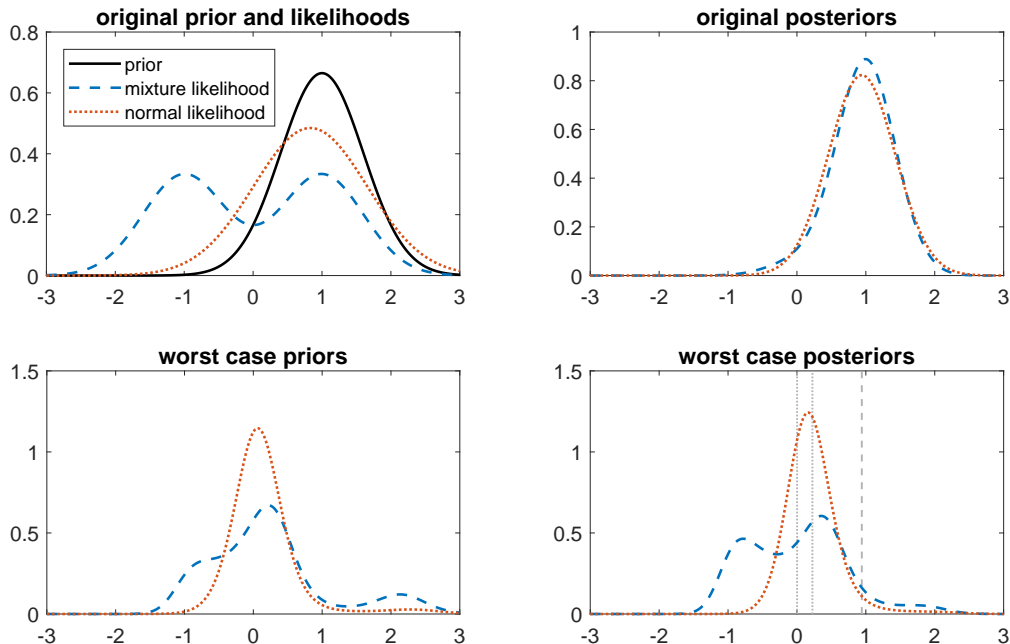 original prior and likelihoods
0.8
0.6
0.4
0.2
0
prior
mixture likelihood
normal likelihood
-3 -2 -1 0 1 2 3
original posteriors
1
0.8
0.6
0.4
0.2
0
-3 -2 -1 0 1 2 3
worst case priors
1.5
1
0.5
0
-3 -2 -1 0 1 2 3
worst case posteriors
1.5
1
0.5
0
-3 -2 -1 0 1 2 3